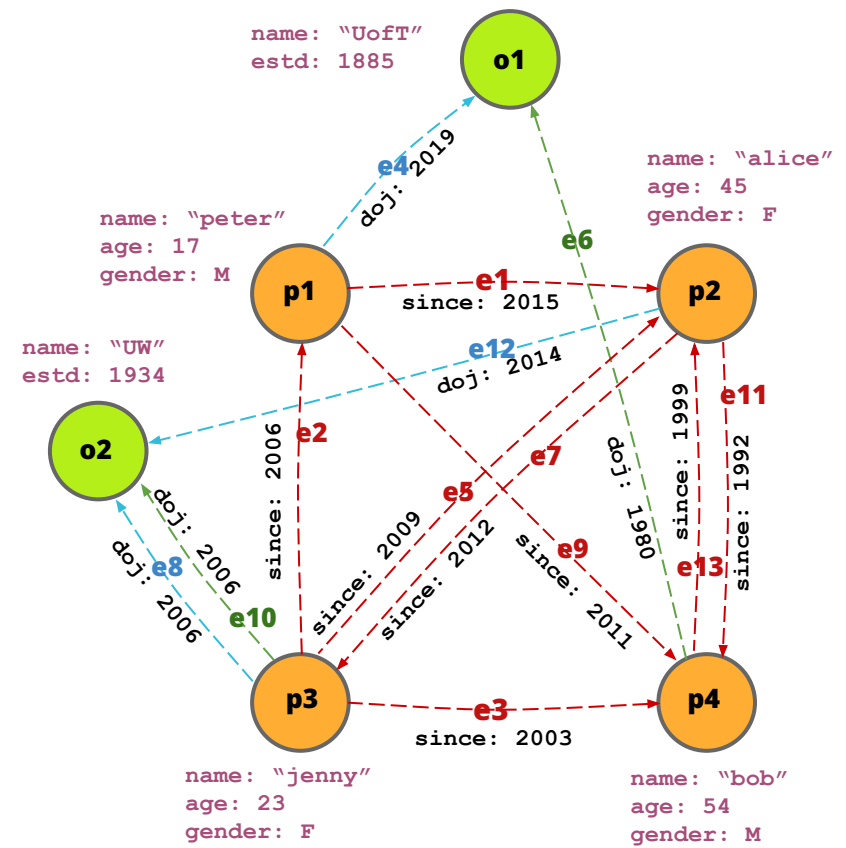 name: “UofT”
estd: 1885
o1
e4
doj: 2019
name: “alice”
age: 45
gender: F
name: “peter”
age: 17
gender: M
e6
p1
e1
since: 2015
p2
name: “UW”
estd: 1934
e12
doj: 2014
o2
e2
since: 2006
e7
e5
since: 2009
since: 2012
doj: 1980
since: 1999
e11
since: 1992
e13
e9
since: 2011
doj: 2006
e8
doj: 2006
e10
p3
e3
since: 2003
p4
name: “jenny”
age: 23
gender: F
name: “bob”
age: 54
gender: M